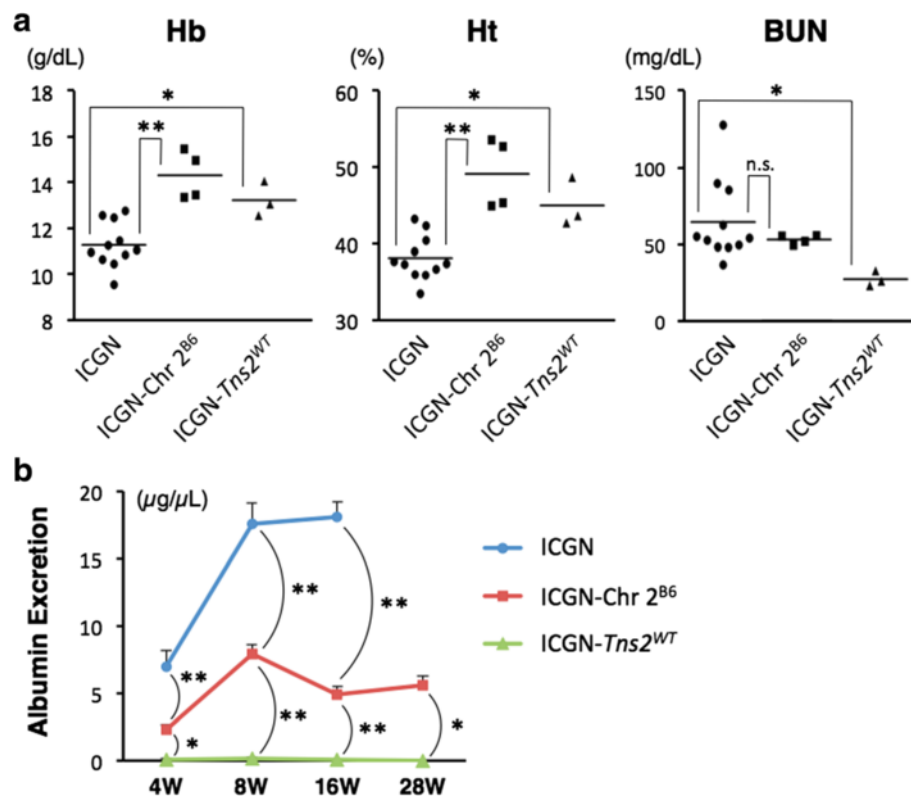 a
Hb
Ht
BUN
(g/dL)
(%)
(mg/dL)
18
16
14
12
10
8
*
**
60
50
40
30
*
**
150
100
50
0
*
n.s.
ICGN
ICGN-Chr 2ᴮ⁶
ICGN-Tns2ᵂᵀ
ICGN
ICGN-Chr 2ᴮ⁶
ICGN-Tns2ᵂᵀ
ICGN
ICGN-Chr 2ᴮ⁶
ICGN-Tns2ᵂᵀ
b
Albumin Excretion
(μg/μL)
20
15
10
5
0
**
*
**
**
**
**
*
4W
8W
16W
28W
ICGN
ICGN-Chr 2ᴮ⁶
ICGN-Tns2ᵂᵀ